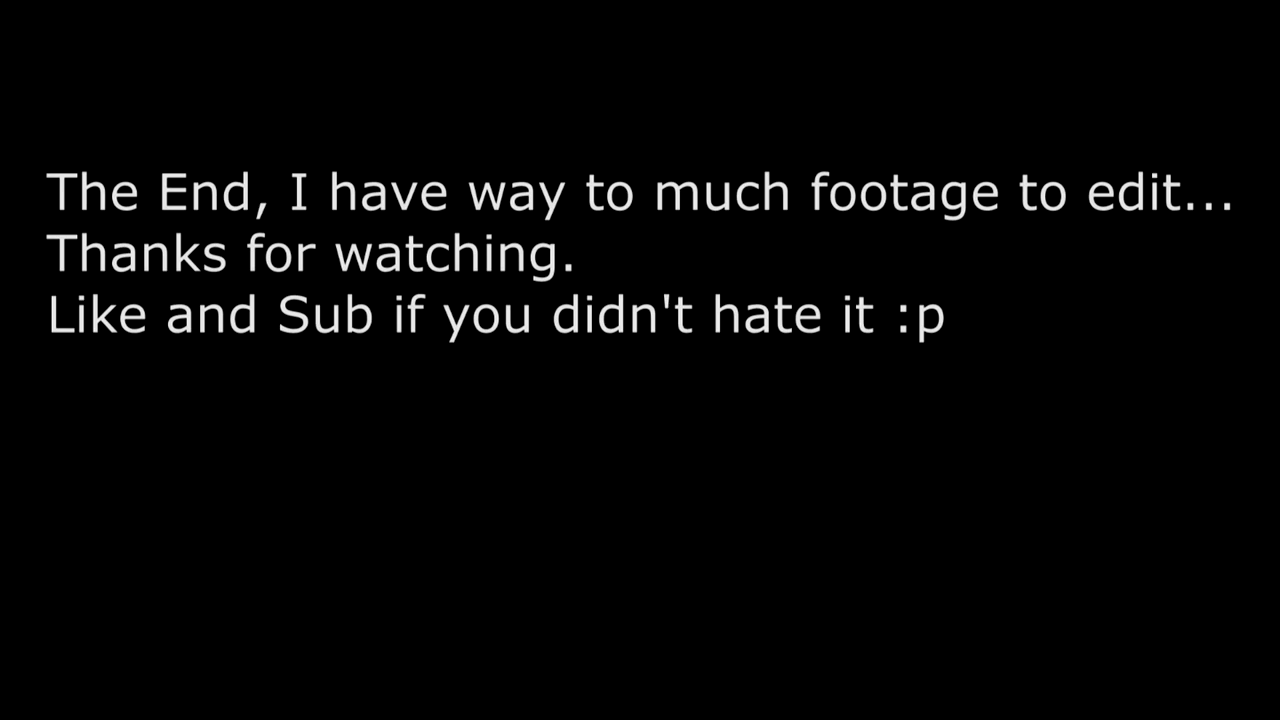 The End, I have way to much footage to edit...
Thanks for watching.
Like and Sub if you didn't hate it :p